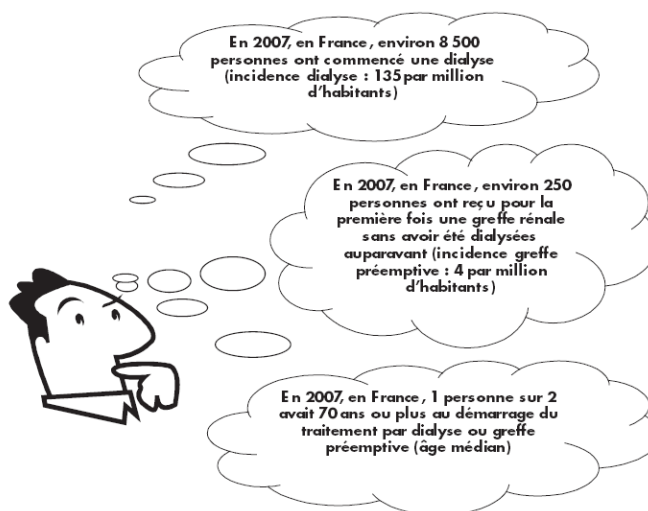 En 2007, en France, environ 8 500
personnes ont commencé une dialyse
(incidence dialyse : 135 par million
d'habitants)
En 2007, en France, environ 250
personnes ont reçu pour la
première fois une greffe rénale
sans avoir été dialysées
auparavant (incidence greffe
préemptive : 4 par million
d'habitants)
En 2007, en France, 1 personne sur 2
avait 70 ans ou plus au démarrage du
traitement par dialyse ou greffe
préemptive (âge médian)